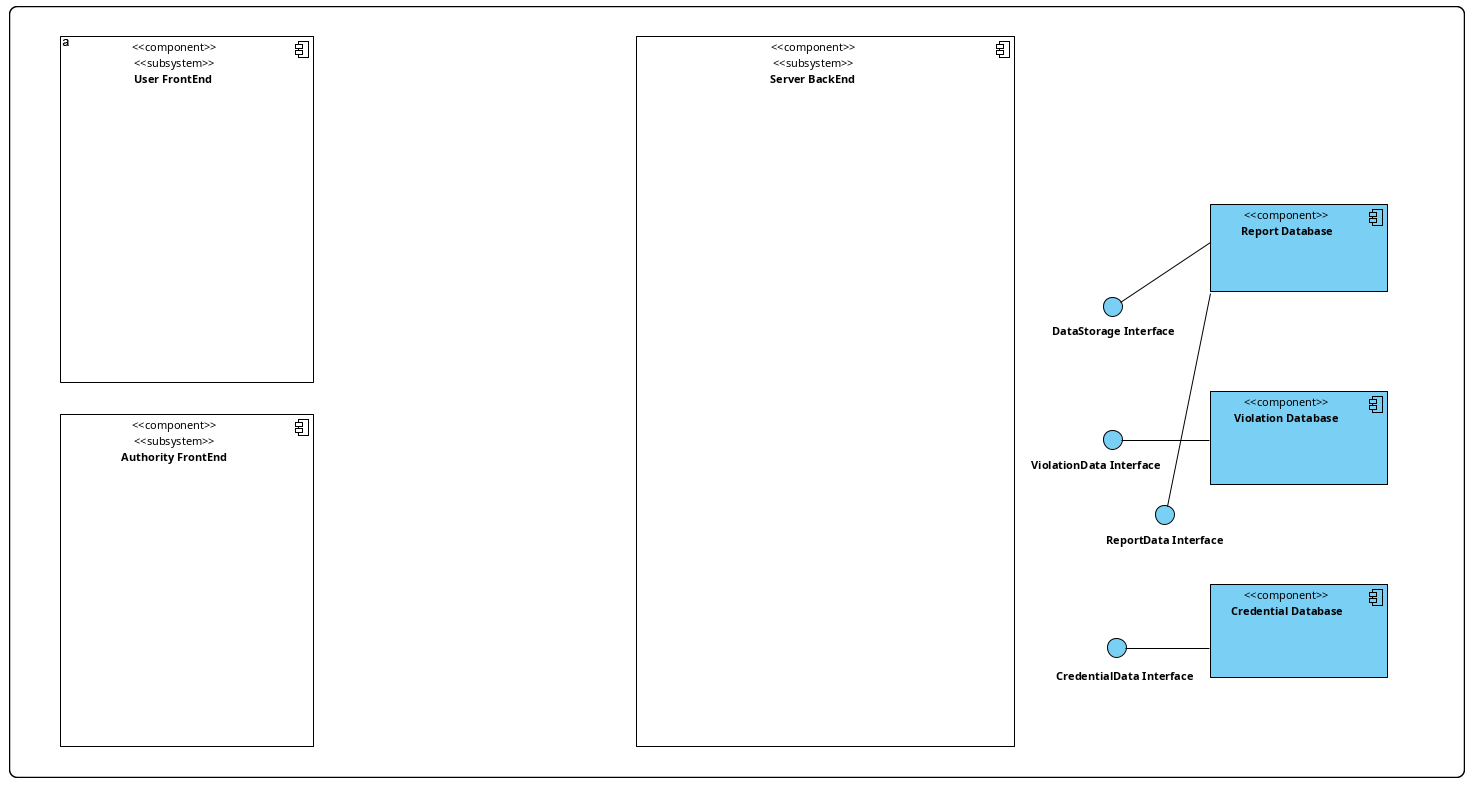 a
<<component>>
<<subsystem>>
User FrontEnd
<<component>>
<<subsystem>>
Server BackEnd
<<component>>
Report Database
DataStorage Interface
<<component>>
Violation Database
<<component>>
<<subsystem>>
Authority FrontEnd
ViolationData Interface
ReportData Interface
<<component>>
Credential Database
CredentialData Interface